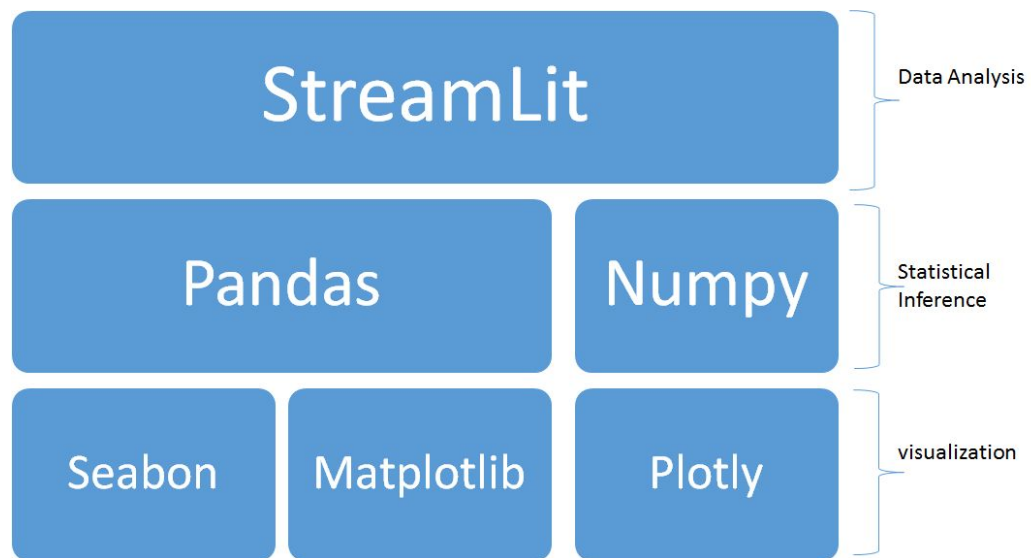 StreamLit
Data Analysis
Pandas
Numpy
Statistical
Inference
Seabon
Matplotlib
Plotly
visualization